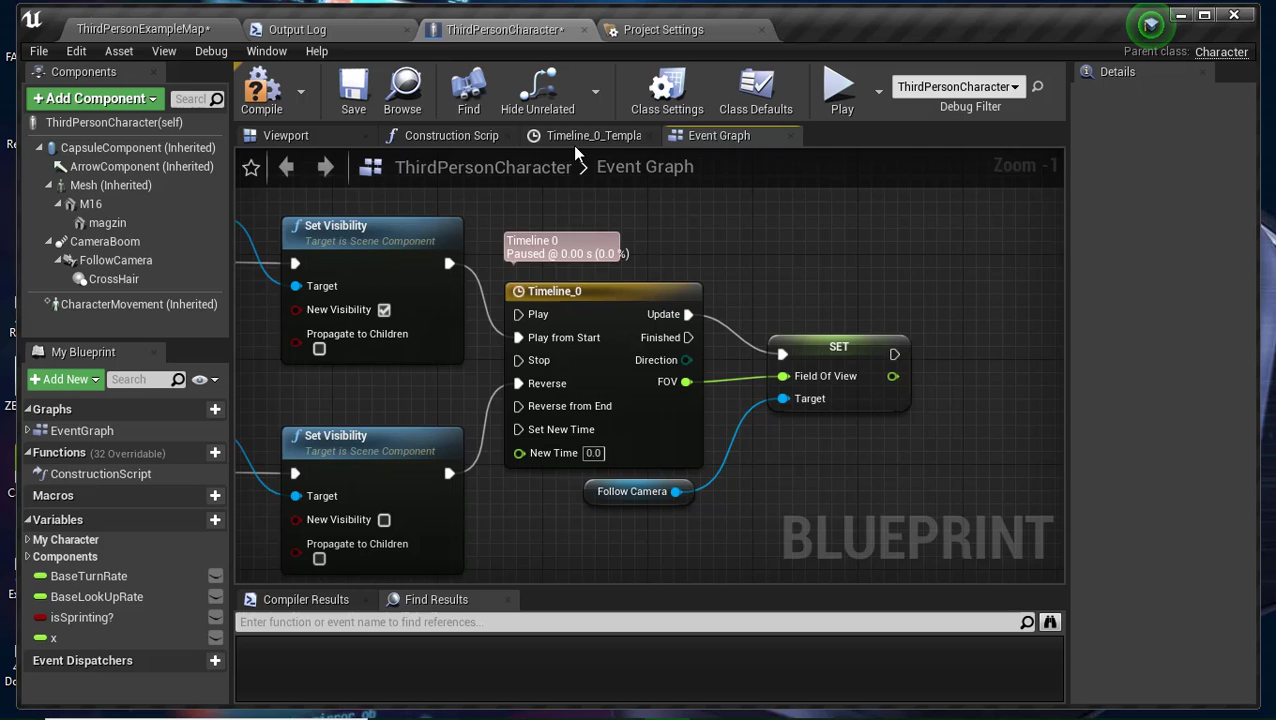 ThirdPersonExampleMap*
Output Log
ThirdPersonCharacter*
Project Settings
File Edit Asset View Debug Window Help
Parent class: Character
Components
+Add Component
Search
ThirdPersonCharacter(self)
CapsuleComponent (Inherited)
ArrowComponent (Inherited)
Mesh (Inherited)
M16
magzin
CameraBoom
FollowCamera
CrossHair
CharacterMovement (Inherited)
My Blueprint
+Add New
Search
Graphs
EventGraph
Functions (32 Overridable)
ConstructionScript
Macros
Variables
My Character
Components
BaseTurnRate
BaseLookUpRate
isSprinting?
x
Event Dispatchers
Compile
Save
Browse
Find
Hide Unrelated
Class Settings
Class Defaults
Play
ThirdPersonCharacter
Debug Filter
Viewport
Construction Scrip
Timeline_0_Templa
Event Graph
ThirdPersonCharacter > Event Graph
Zoom -1
Set Visibility
Target is Scene Component
Target
New Visibility
Propagate to Children
Set Visibility
Target is Scene Component
Target
New Visibility
Propagate to Children
Timeline 0
Paused @ 0.00 s (0.0 %)
Timeline_0
Play
Update
Play from Start
Finished
Stop
Direction
Reverse
FOV
Reverse from End
Set New Time
New Time 0.0
Follow Camera
SET
Field Of View
Target
BLUEPRINT
Compiler Results
Find Results
Enter function or event name to find references...
Details